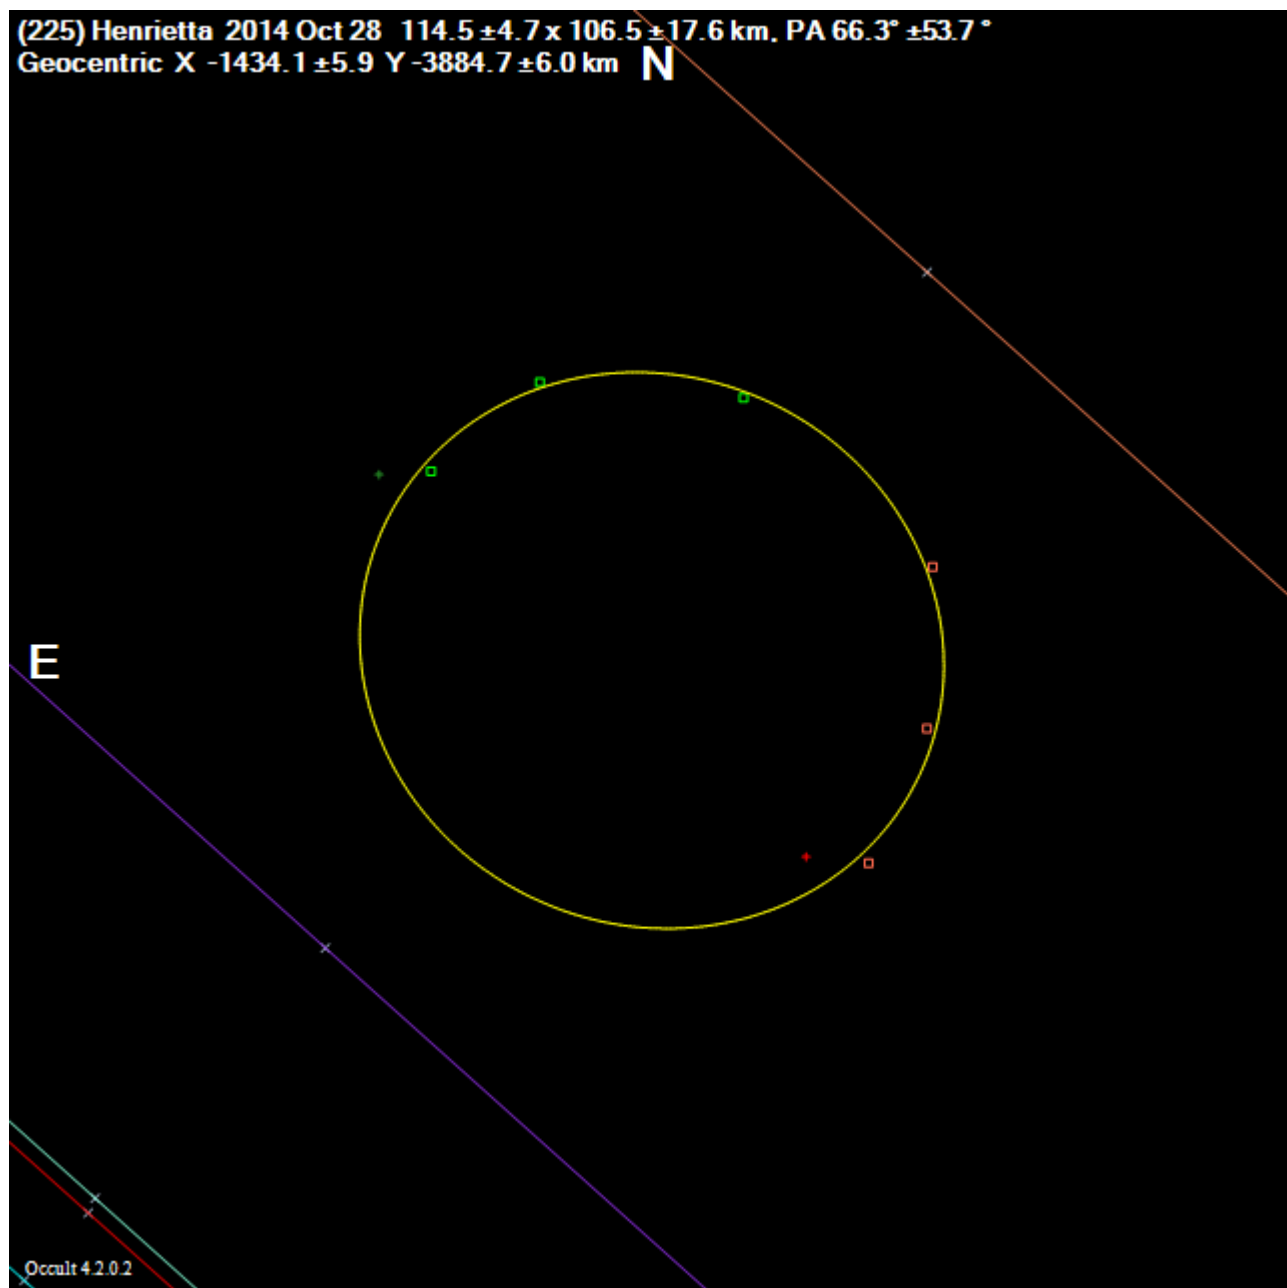 (225) Henrietta 2014 Oct 28 114.5 ±4.7 x 106.5 ±17.6 km, PA 66.3° ±53.7 °
Geocentric X -1434.1 ±5.9 Y -3884.7 ±6.0 km
N
E
Occult 4.2.0.2